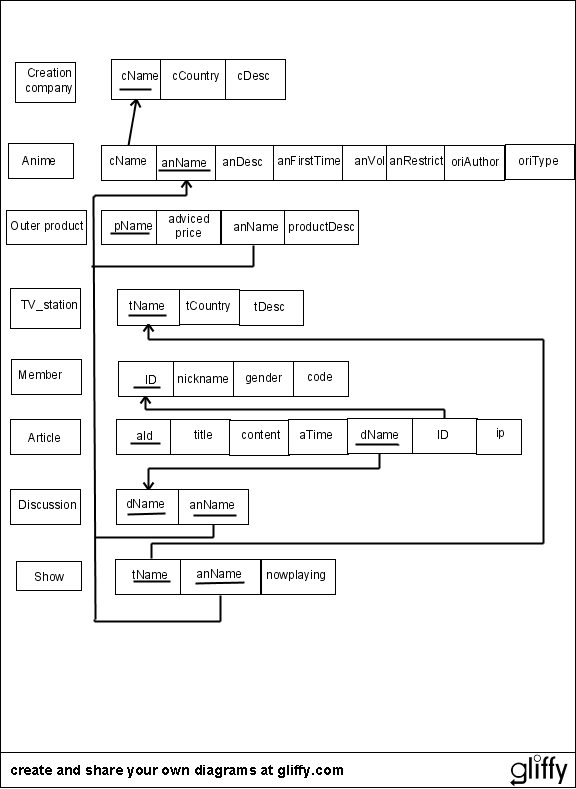 Creation
company
cName cCountry cDesc
Anime
cName anName anDesc anFirstTime anVol anRestrict oriAuthor oriType
Outer product
pName adviced price anName productDesc
TV_station
tName tCountry tDesc
Member
ID nickname gender code
Article
aId title content aTime dName ID ip
Discussion
dName anName
Show
tName anName nowplaying
create and share your own diagrams at gliffy.com
gliffy